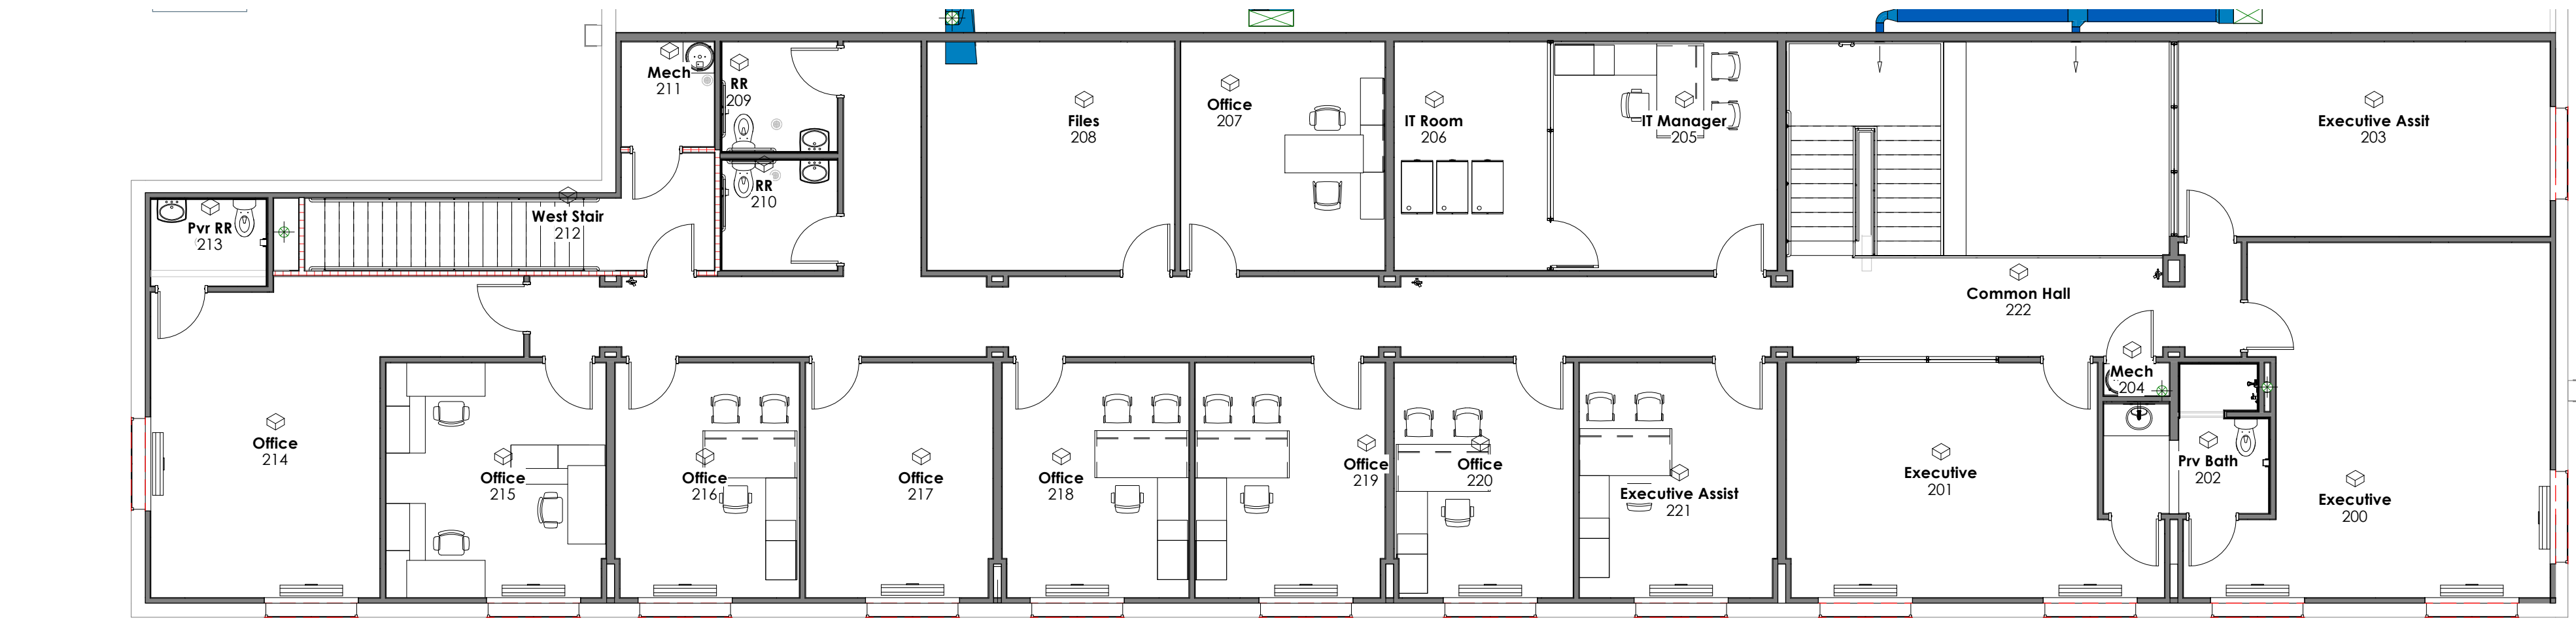 Mech
211
RR
209
RR
210
Files
208
Office
207
IT Room
206
IT Manager
205
Executive Assit
203
West Stair
212
Pvr RR
213
Common Hall
222
Mech
204
Office
214
Office
215
Office
216
Office
217
Office
218
Office
219
Office
220
Executive Assist
221
Executive
201
Prv Bath
202
Executive
200